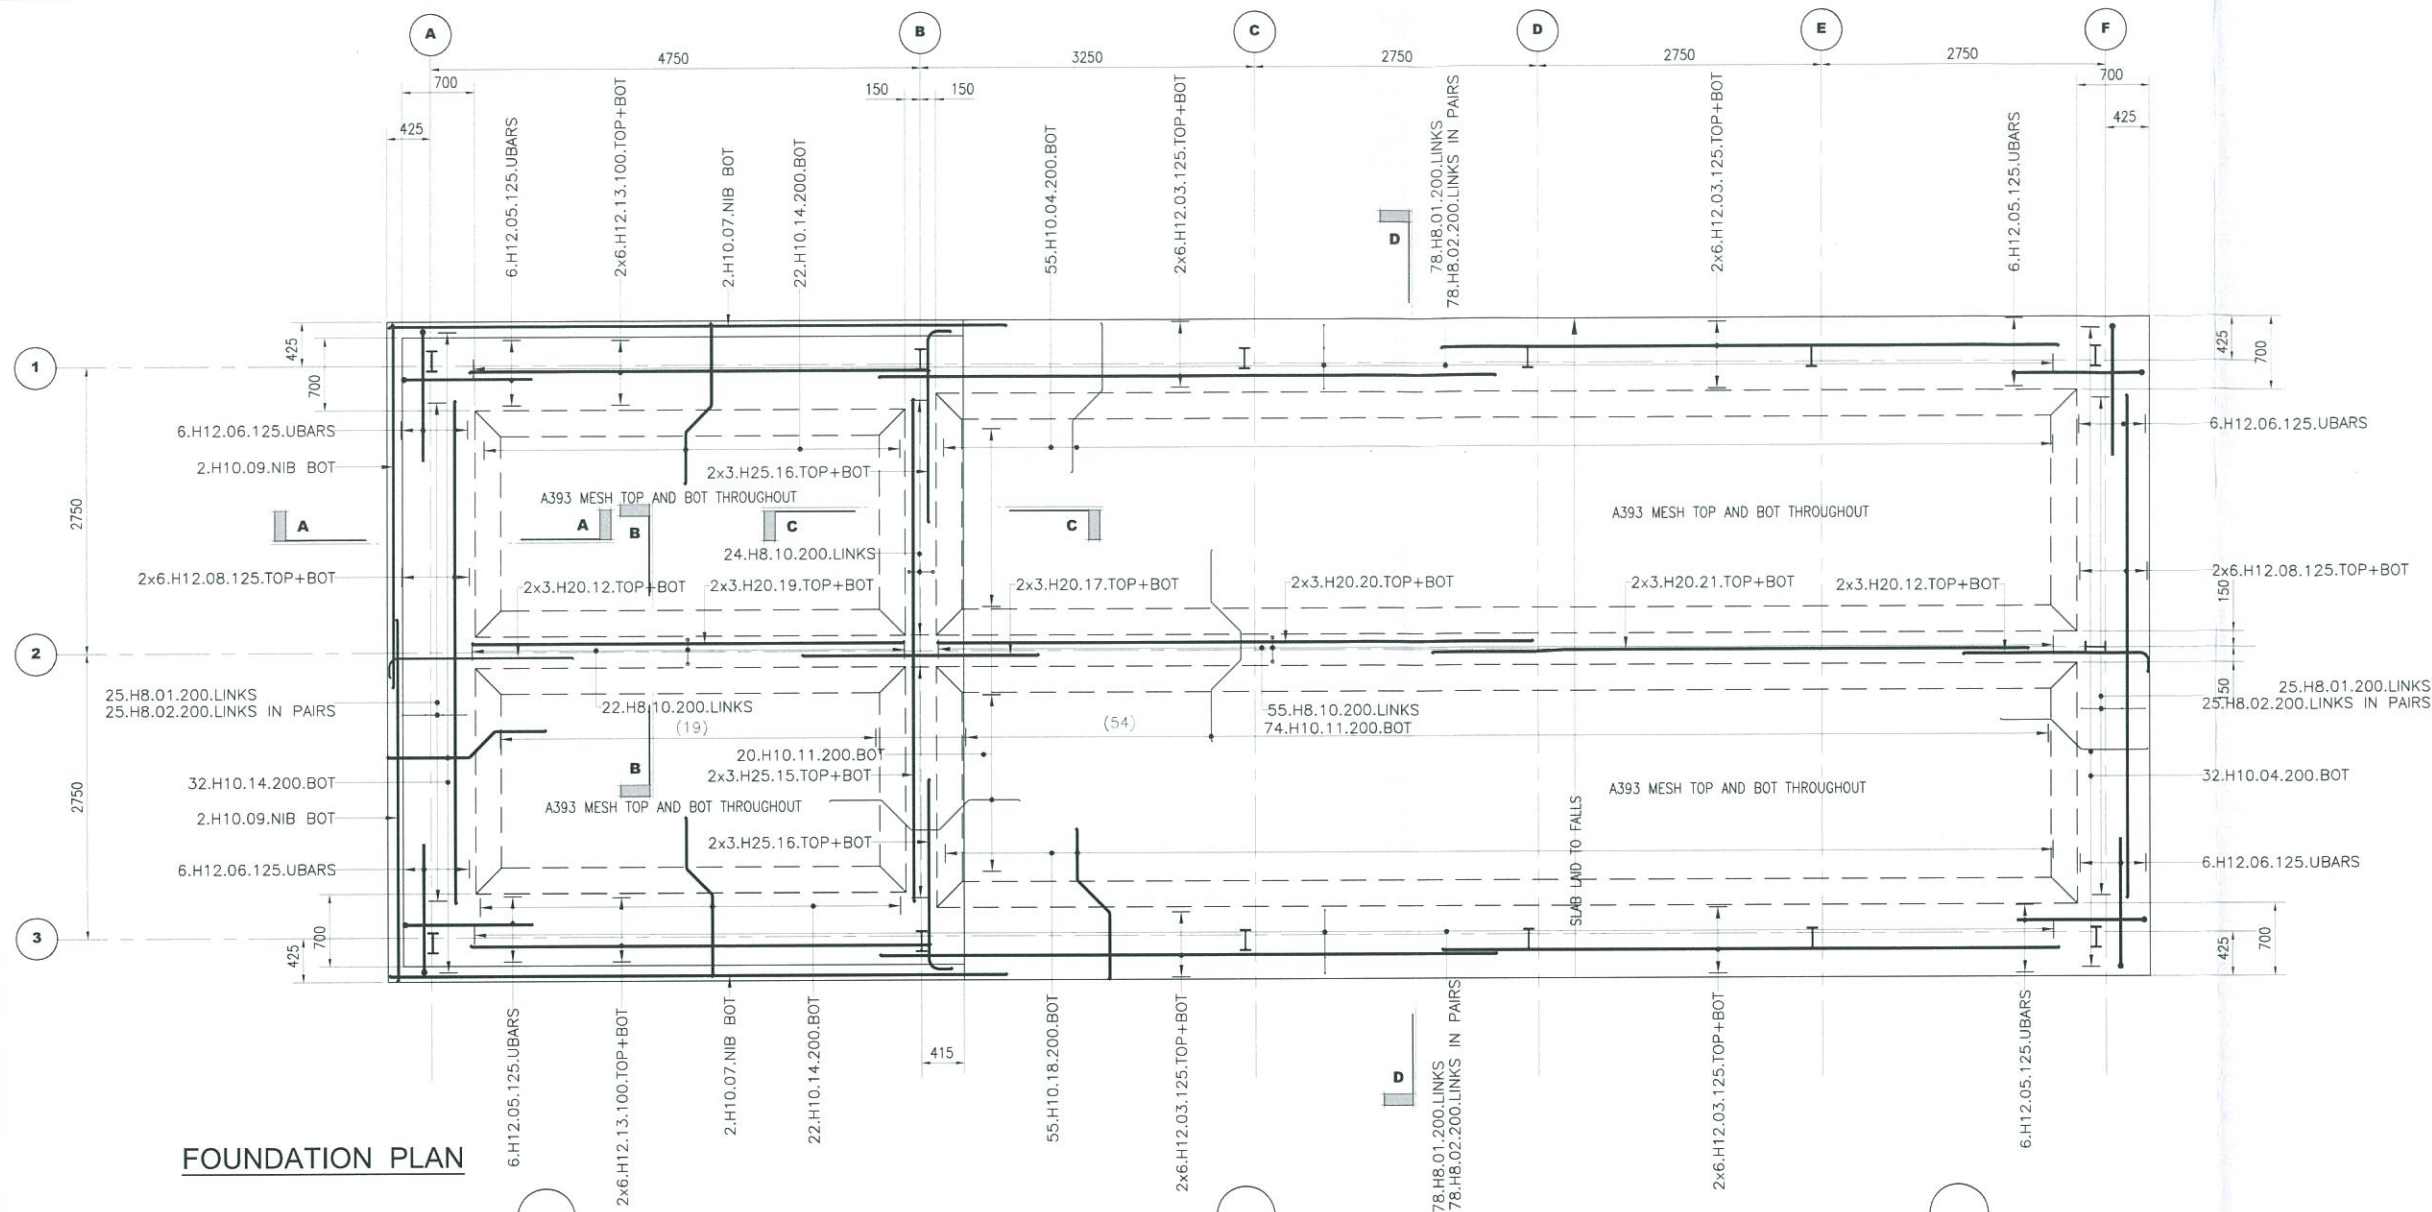 A
B
C
D
E
F
4750
3250
2750
2750
2750
700
150
150
700
425
425
6.H12.05.125.UBARS
2x6.H12.13.100.TOP+BOT
2.H10.07.NIB BOT
22.H10.14.200.BOT
55.H10.04.200.BOT
2x6.H12.03.125.TOP+BOT
D
78.H8.01.200.LINKS
78.H8.02.200.LINKS IN PAIRS
2x6.H12.03.125.TOP+BOT
6.H12.05.125.UBARS
1
425
700
425
700
6.H12.06.125.UBARS
6.H12.06.125.UBARS
2.H10.09.NIB BOT
2x3.H25.16.TOP+BOT
A393 MESH TOP AND BOT THROUGHOUT
A393 MESH TOP AND BOT THROUGHOUT
2750
A
A
B
C
C
24.H8.10.200.LINKS
2x6.H12.08.125.TOP+BOT
2x3.H20.12.TOP+BOT
2x3.H20.19.TOP+BOT
2x3.H20.17.TOP+BOT
2x3.H20.20.TOP+BOT
2x3.H20.21.TOP+BOT
2x3.H20.12.TOP+BOT
2x6.H12.08.125.TOP+BOT
150
2
25.H8.01.200.LINKS
25.H8.02.200.LINKS IN PAIRS
22.H8.10.200.LINKS
(19)
(54)
55.H8.10.200.LINKS
74.H10.11.200.BOT
150
25.H8.01.200.LINKS
25.H8.02.200.LINKS IN PAIRS
20.H10.11.200.BOT
2x3.H25.15.TOP+BOT
B
32.H10.14.200.BOT
32.H10.04.200.BOT
2750
A393 MESH TOP AND BOT THROUGHOUT
A393 MESH TOP AND BOT THROUGHOUT
2.H10.09.NIB BOT
2x3.H25.16.TOP+BOT
SLAB LAID TO FALLS
6.H12.06.125.UBARS
6.H12.06.125.UBARS
3
425
700
425
700
415
6.H12.05.125.UBARS
2x6.H12.13.100.TOP+BOT
2.H10.07.NIB BOT
22.H10.14.200.BOT
55.H10.18.200.BOT
2x6.H12.03.125.TOP+BOT
D
78.H8.01.200.LINKS
78.H8.02.200.LINKS IN PAIRS
2x6.H12.03.125.TOP+BOT
6.H12.05.125.UBARS
FOUNDATION PLAN